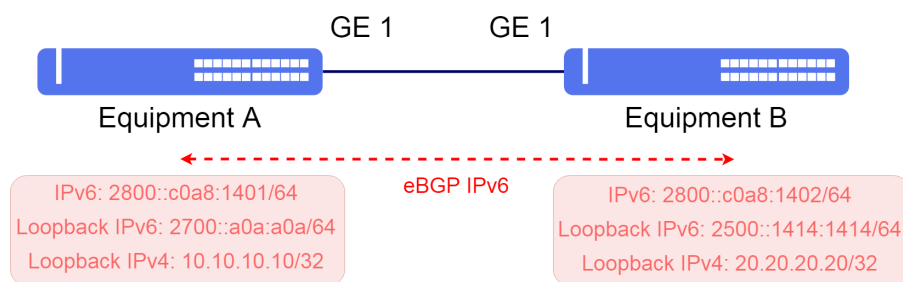 GE 1
GE 1
Equipment A
Equipment B
eBGP IPv6
IPv6: 2800::c0a8:1401/64
Loopback IPv6: 2700::a0a:a0a/64
Loopback IPv4: 10.10.10.10/32
IPv6: 2800::c0a8:1402/64
Loopback IPv6: 2500::1414:1414/64
Loopback IPv4: 20.20.20.20/32